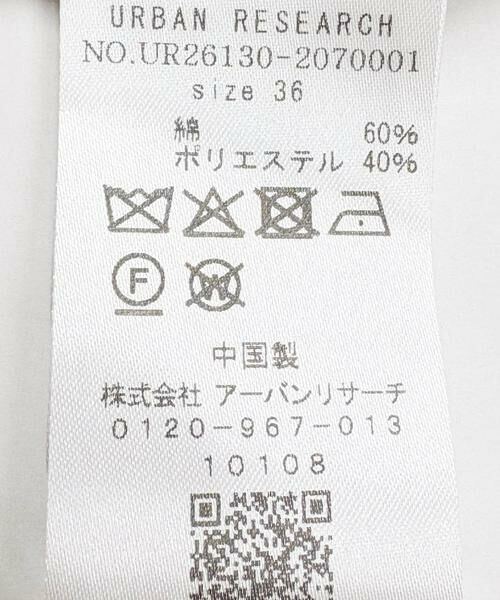 URBAN RESEARCH
NO.UR26130-2070001
size 36
綿 60%
ポリエステル 40%
F
W
中国製
株式会社 アーバンリサーチ
0120-967-013
10108